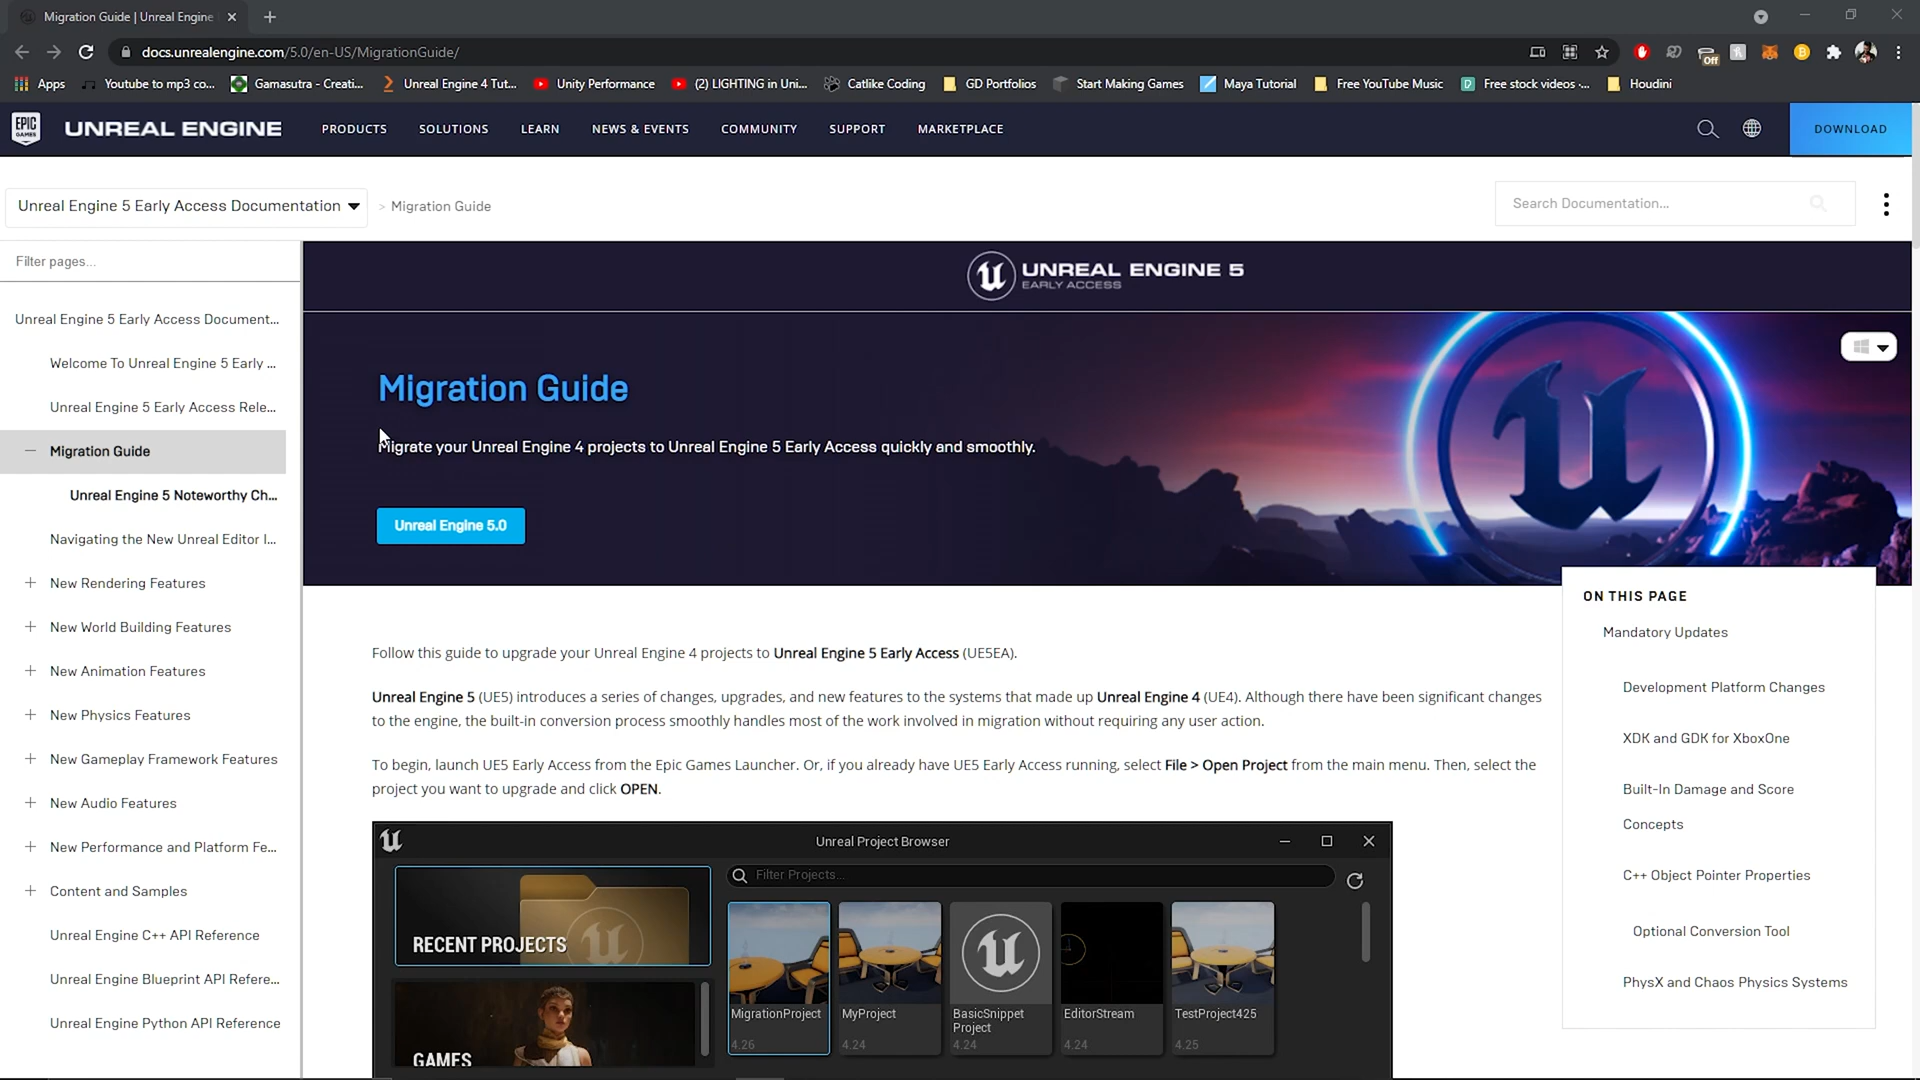 Migration Guide | Unreal Engine
docs.unrealengine.com/5.0/en-US/MigrationGuide/
Off
Apps
Youtube to mp3 co...
Gamasutra - Creati...
Unreal Engine 4 Tut...
Unity Performance
(2) LIGHTING in Uni...
Catlike Coding
GD Portfolios
Start Making Games
Maya Tutorial
Free YouTube Music
Free stock videos -...
Houdini
EPIC GAMES
UNREAL ENGINE
PRODUCTS
SOLUTIONS
LEARN
NEWS & EVENTS
COMMUNITY
SUPPORT
MARKETPLACE
DOWNLOAD
Unreal Engine 5 Early Access Documentation
> Migration Guide
Search Documentation...
Filter pages...
Unreal Engine 5 Early Access Document...
Welcome To Unreal Engine 5 Early ...
Unreal Engine 5 Early Access Rele...
Migration Guide
Unreal Engine 5 Noteworthy Ch...
Navigating the New Unreal Editor I...
New Rendering Features
New World Building Features
New Animation Features
New Physics Features
New Gameplay Framework Features
New Audio Features
New Performance and Platform Fe...
Content and Samples
Unreal Engine C++ API Reference
Unreal Engine Blueprint API Refere...
Unreal Engine Python API Reference
UNREAL ENGINE 5
EARLY ACCESS
Migration Guide
Migrate your Unreal Engine 4 projects to Unreal Engine 5 Early Access quickly and smoothly.
Unreal Engine 5.0
Follow this guide to upgrade your Unreal Engine 4 projects to Unreal Engine 5 Early Access (UE5EA).
Unreal Engine 5 (UE5) introduces a series of changes, upgrades, and new features to the systems that made up Unreal Engine 4 (UE4). Although there have been significant changes
to the engine, the built-in conversion process smoothly handles most of the work involved in migration without requiring any user action.
To begin, launch UE5 Early Access from the Epic Games Launcher. Or, if you already have UE5 Early Access running, select File > Open Project from the main menu. Then, select the
project you want to upgrade and click OPEN.
Unreal Project Browser
RECENT PROJECTS
GAMES
Filter Projects...
MigrationProject
4.26
MyProject
4.24
BasicSnippet
Project
4.24
EditorStream
4.24
TestProject425
4.25
ON THIS PAGE
Mandatory Updates
Development Platform Changes
XDK and GDK for XboxOne
Built-In Damage and Score
Concepts
C++ Object Pointer Properties
Optional Conversion Tool
PhysX and Chaos Physics Systems